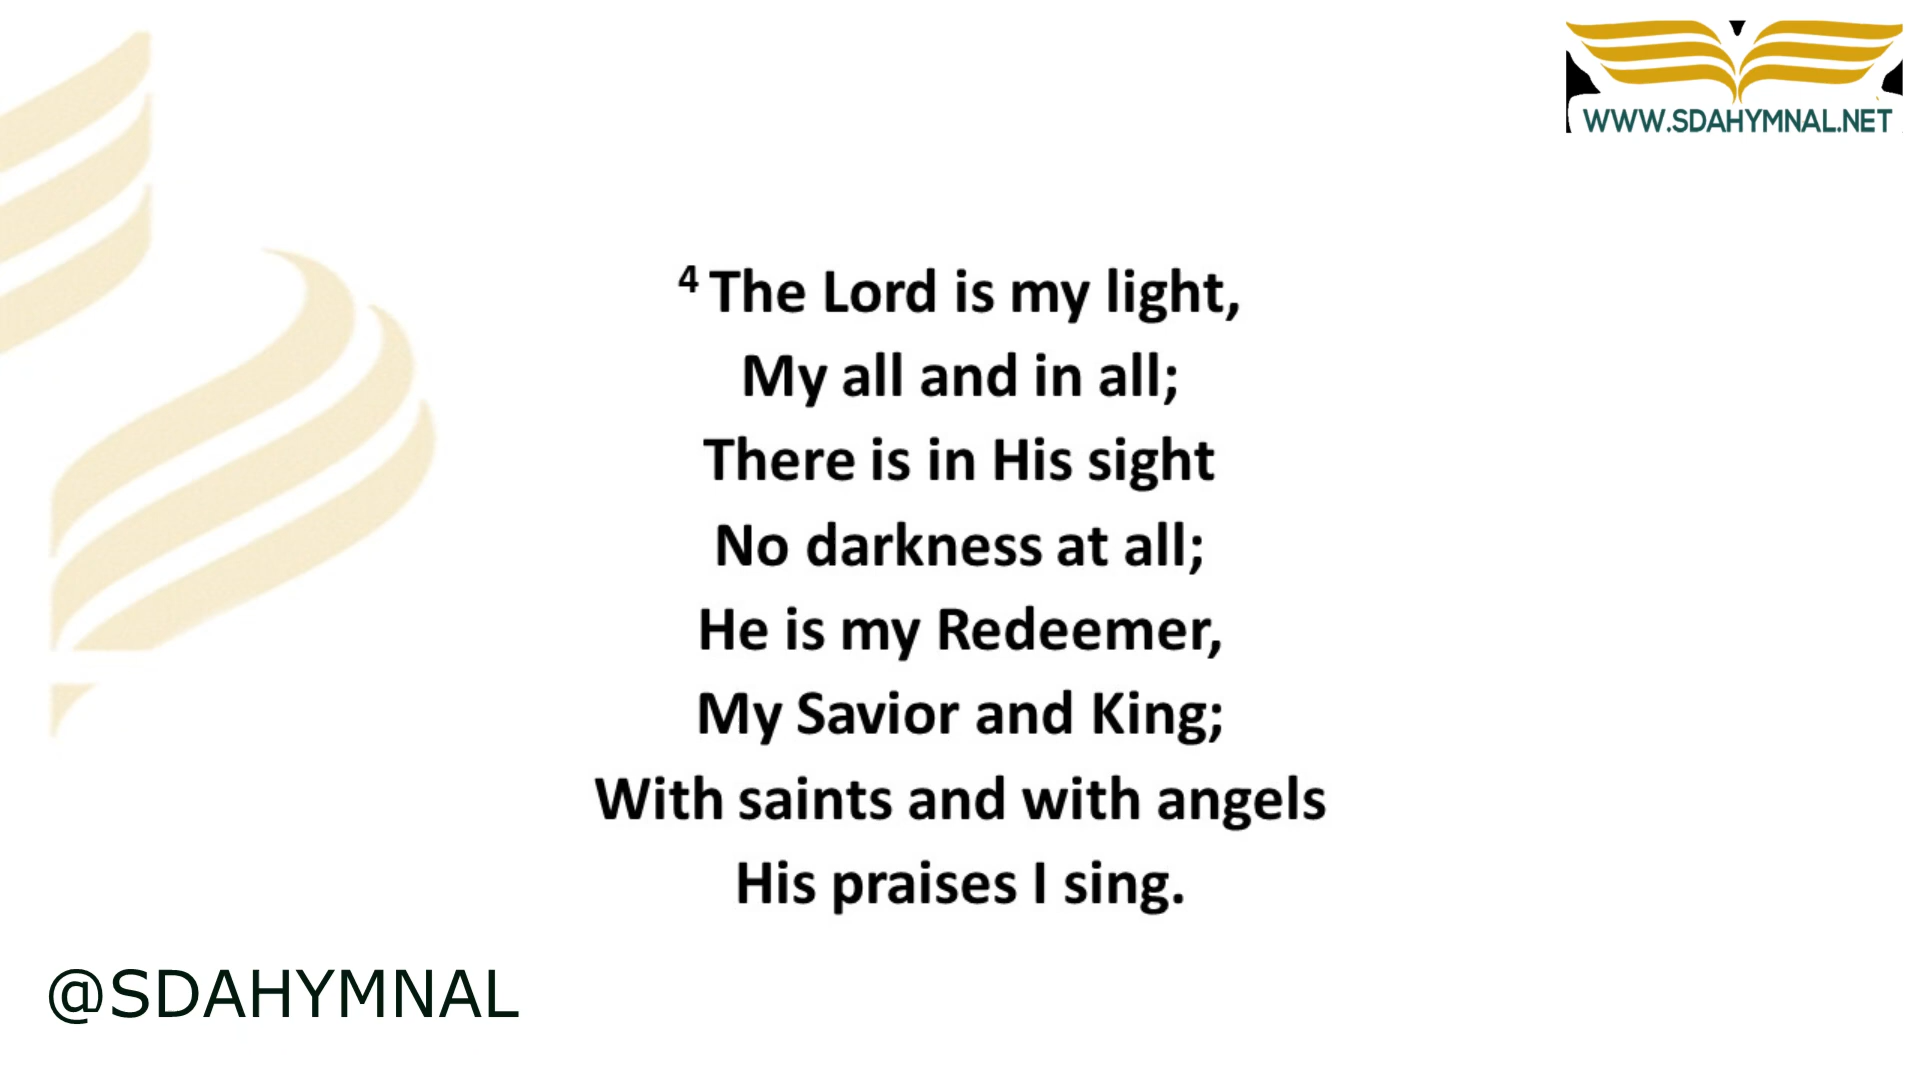 WWW.SDAHYMNAL.NET
4 The Lord is my light,
My all and in all;
There is in His sight
No darkness at all;
He is my Redeemer,
My Savior and King;
With saints and with angels
His praises I sing.
@SDAHYMNAL